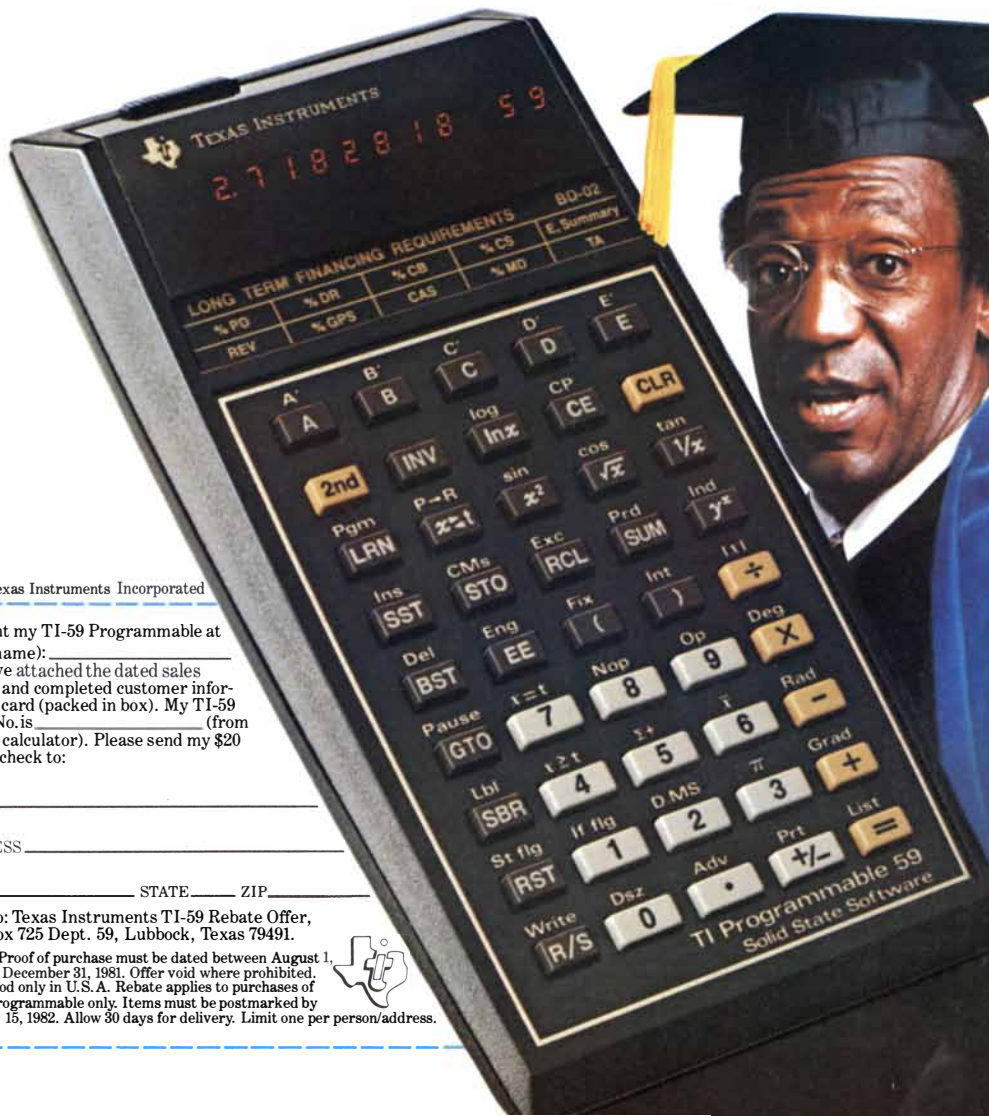 TEXAS INSTRUMENTS
2.7182818 59
LONG TERM FINANCING REQUIREMENTS BD-02
% PD % DR % CB % CS E. Summary
REV % GPS CAS % MD TA
A' B' C' D' E'
A B C D E
log CP
2nd INV lnx CE CLR
P→R sin cos tan
LRN x⇄t x² √x 1/x
Pgm CMs Exc Prd Ind
SST STO RCL SUM yˣ
Ins Eng Fix Int |x|
BST EE ( ) ÷
Del
Pause x=t Nop Op Deg
GTO 7 8 9 X
Lbl x≥t Σ+ x̄ Rad
SBR 4 5 6 −
St flg If flg D.MS π Grad
RST 1 2 3 +
Write Dsz Adv Prt List
R/S 0 . +/− =
TI Programmable 59
Solid State Software
exas Instruments Incorporated
t my TI-59 Programmable at
ame):
ve attached the dated sales
and completed customer infor-
card (packed in box). My TI-59
No. is (from
calculator). Please send my $20
check to:
ESS
STATE ZIP
o: Texas Instruments TI-59 Rebate Offer,
ox 725 Dept. 59, Lubbock, Texas 79491.
Proof of purchase must be dated between August 1,
December 31, 1981. Offer void where prohibited.
od only in U.S.A. Rebate applies to purchases of
rogrammable only. Items must be postmarked by
15, 1982. Allow 30 days for delivery. Limit one per person/address.